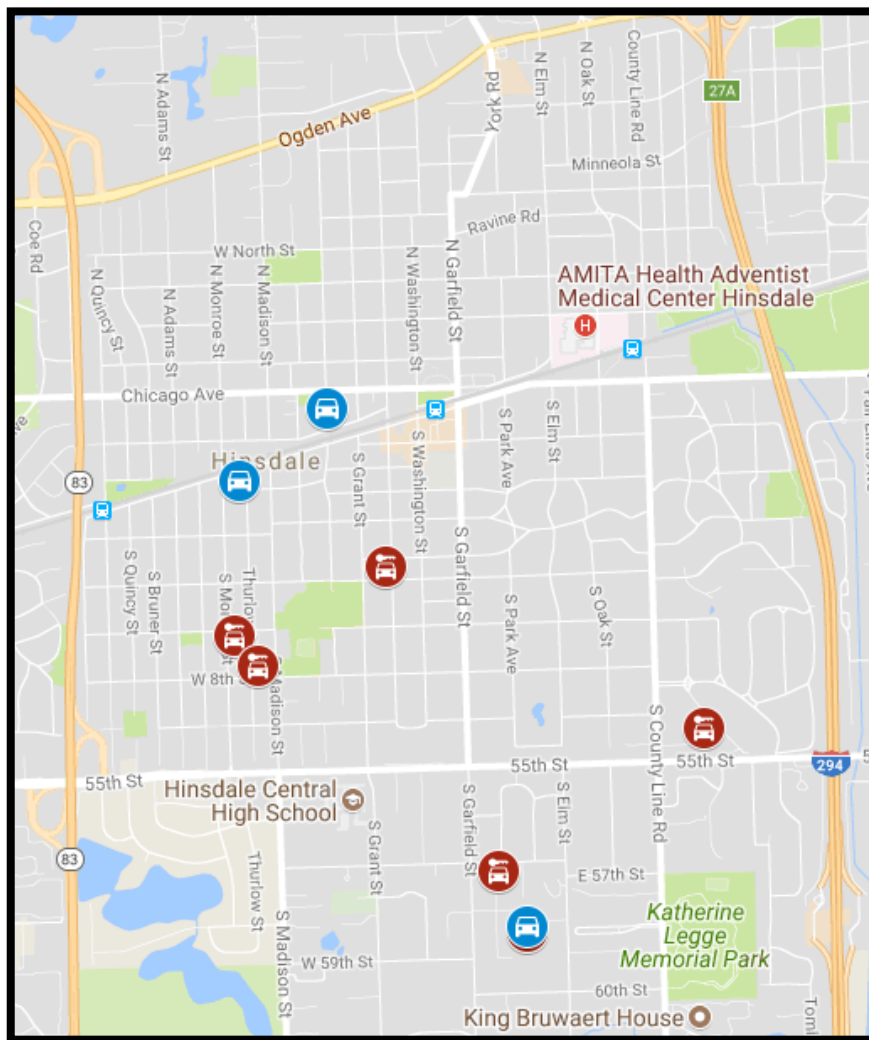 County Line Rd
N Oak St
N Elm St
York Rd
N Adams St
27A
Ogden Ave
Minneola St
Ravine Rd
Coe Rd
W North St
N Garfield St
N Washington St
N Quincy St
N Adams St
N Monroe St
N Madison St
AMITA Health Adventist
Medical Center Hinsdale
H
Chicago Ave
S Park Ave
S Elm St
Hinsdale
S Grant St
S Washington St
83
S Garfield St
S Quincy St
S Bruner St
Thurlow
S Park Ave
S Oak St
W 8th
S Madison St
S County Line Rd
55th St
55th St
55th St
294
Hinsdale Central
High School
S Garfield St
S Elm St
S Grant St
83
Thurlow St
E 57th St
S Madison St
Katherine
Legge
Memorial Park
W 59th St
60th St
King Bruwaert House